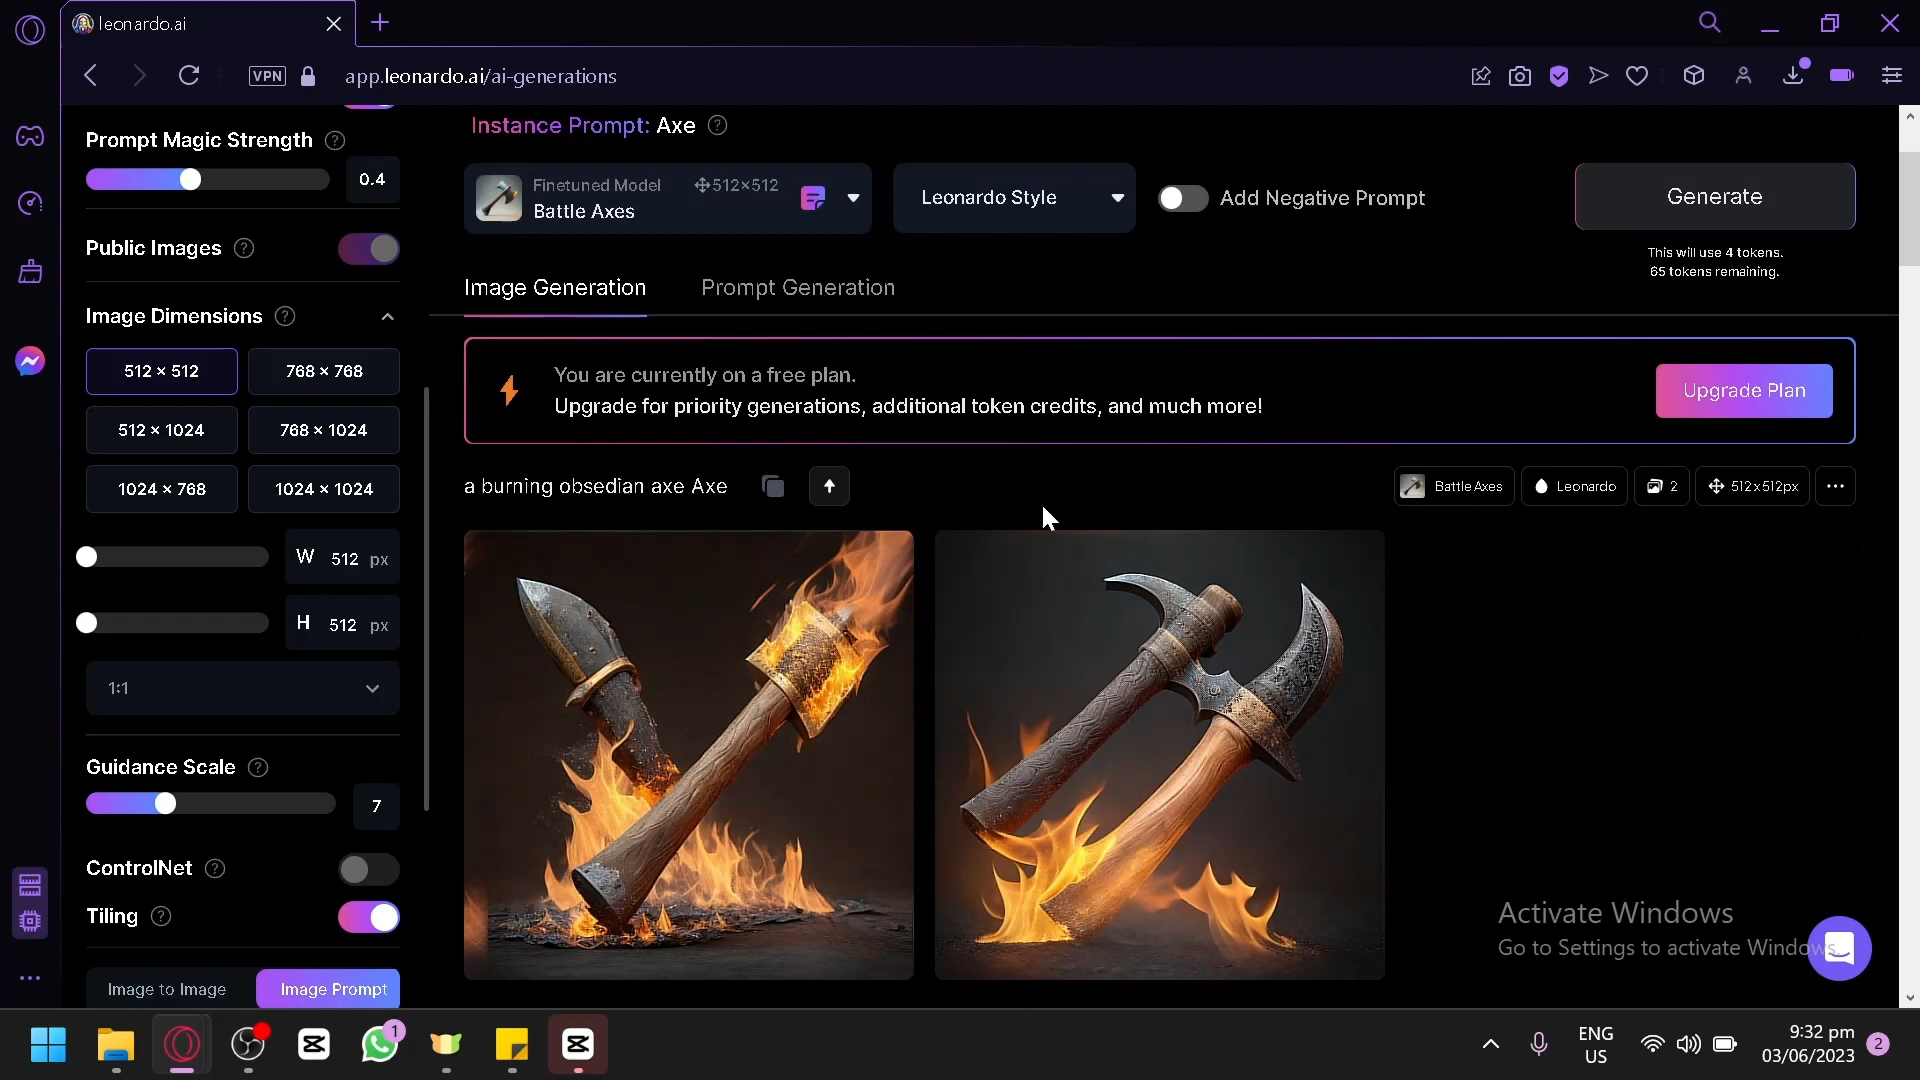 leonardo.ai
VPN
app.leonardo.ai/ai-generations
Prompt Magic Strength
0.4
Public Images
Image Dimensions
512 × 512
768 × 768
512 × 1024
768 × 1024
1024 × 768
1024 × 1024
W 512 px
H 512 px
1:1
Guidance Scale
7
ControlNet
Tiling
Image to Image
Image Prompt
Instance Prompt: Axe
Finetuned Model
512×512
Battle Axes
Leonardo Style
Add Negative Prompt
Generate
This will use 4 tokens.
65 tokens remaining.
Image Generation
Prompt Generation
You are currently on a free plan.
Upgrade for priority generations, additional token credits, and much more!
Upgrade Plan
a burning obsedian axe Axe
Battle Axes
Leonardo
2
512x512px
Activate Windows
Go to Settings to activate Windows.
1
ENG
US
9:32 pm
03/06/2023
2